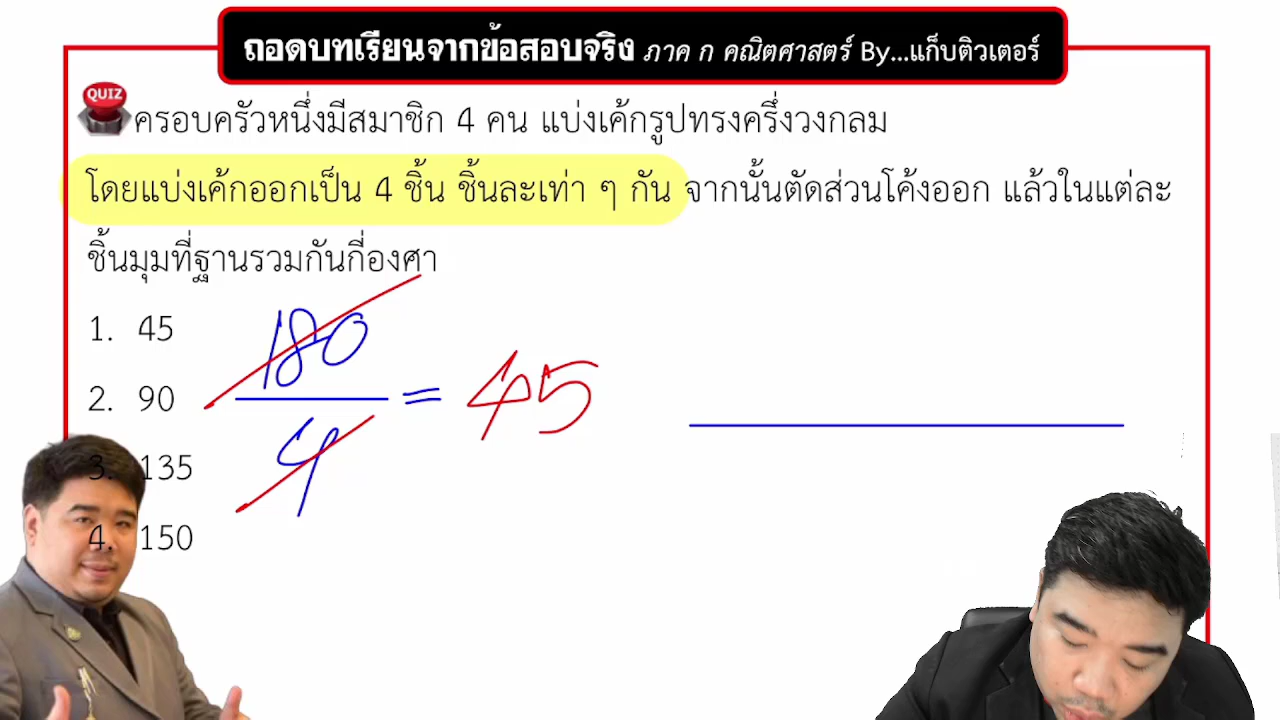 ถอดบทเรียนจากข้อสอบจริง ภาค ก คณิตศาสตร์ By...แก็บติวเตอร์
QUIZ
ครอบครัวหนึ่งมีสมาชิก 4 คน แบ่งเค้กรูปทรงครึ่งวงกลม
โดยแบ่งเค้กออกเป็น 4 ชิ้น ชิ้นละเท่า ๆ กัน จากนั้นตัดส่วนโค้งออก แล้วในแต่ละ
ชิ้นมุมที่ฐานรวมกันกี่องศา
1. 45
2. 90
3. 135
4. 150
180
4
= 45